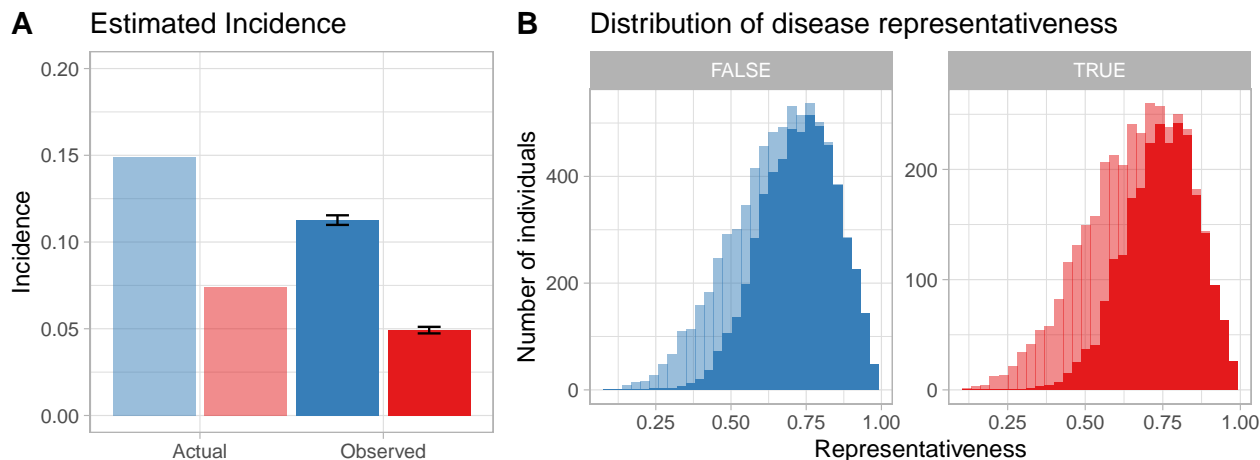 A Estimated Incidence
Incidence
0.20
0.15
0.10
0.05
0.00
Actual Observed
B Distribution of disease representativeness
FALSE TRUE
Number of individuals
400
200
0
200
100
0
0.25 0.50 0.75 1.00 0.25 0.50 0.75 1.00
Representativeness